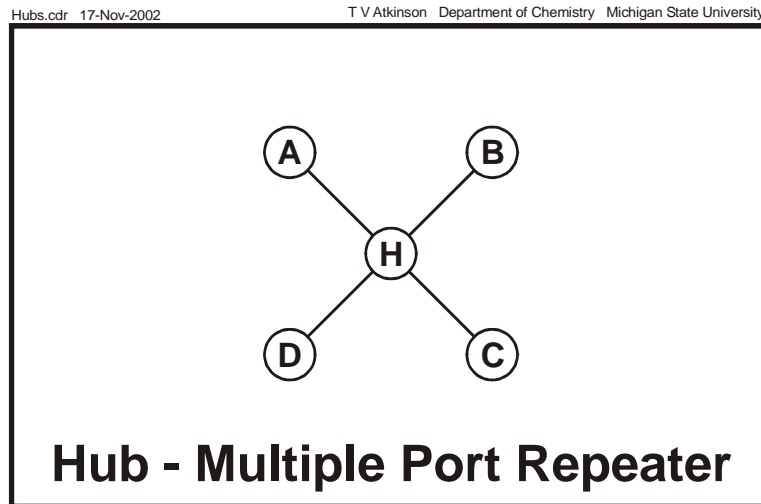 Hubs.cdr 17-Nov-2002 T V Atkinson Department of Chemistry Michigan State University
A B
H
D C
Hub - Multiple Port Repeater